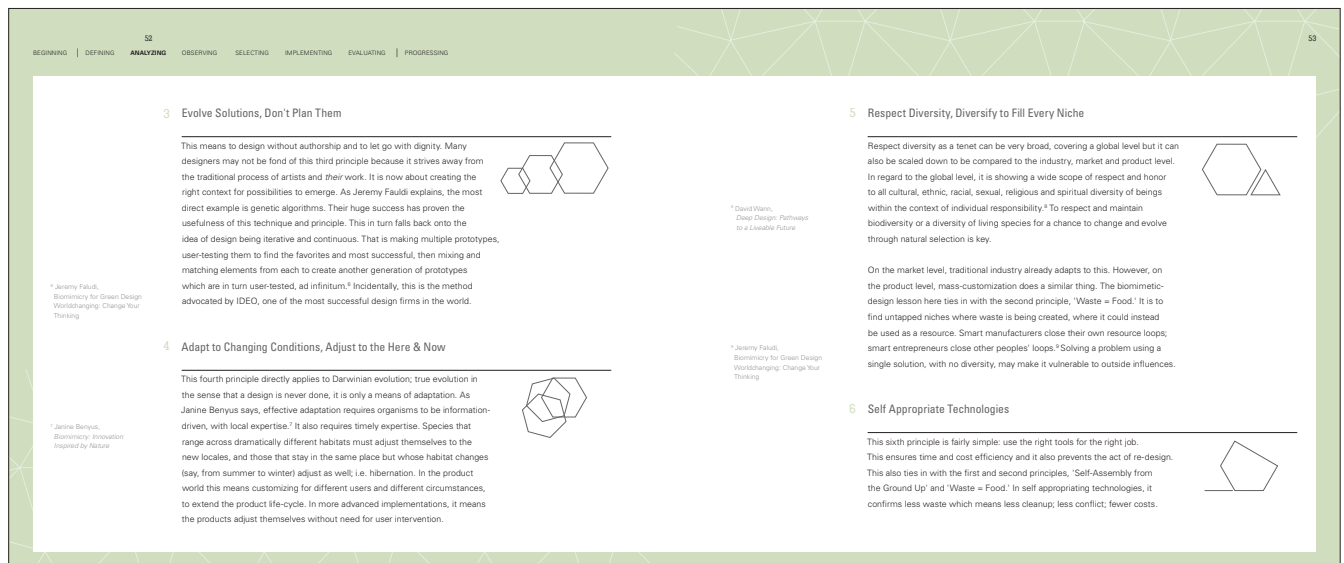 52
BEGINNING | DEFINING ANALYZING OBSERVING SELECTING IMPLEMENTING EVALUATING | PROGRESSING
3 Evolve Solutions, Don't Plan Them
This means to design without authorship and to let go with dignity. Many
designers may not be fond of this third principle because it strives away from
the traditional process of artists and their work. It is now about creating the
right context for possibilities to emerge. As Jeremy Fauldi explains, the most
direct example is genetic algorithms. Their huge success has proven the
usefulness of this technique and principle. This in turn falls back onto the
idea of design being iterative and continuous. That is making multiple prototypes,
user-testing them to find the favorites and most successful, then mixing and
matching elements from each to create another generation of prototypes
which are in turn user-tested, ad infinitum.⁶ Incidentally, this is the method
advocated by IDEO, one of the most successful design firms in the world.
⁶ Jeremy Faludi,
Biomimicry for Green Design
Worldchanging: Change Your
Thinking
4 Adapt to Changing Conditions, Adjust to the Here & Now
This fourth principle directly applies to Darwinian evolution; true evolution in
the sense that a design is never done, it is only a means of adaptation. As
Janine Benyus says, effective adaptation requires organisms to be information-
driven, with local expertise.⁷ It also requires timely expertise. Species that
range across dramatically different habitats must adjust themselves to the
new locales, and those that stay in the same place but whose habitat changes
(say, from summer to winter) adjust as well; i.e. hibernation. In the product
world this means customizing for different users and different circumstances,
to extend the product life-cycle. In more advanced implementations, it means
the products adjust themselves without need for user intervention.
⁷ Janine Benyus,
Biomimicry: Innovation
Inspired by Nature
53
5 Respect Diversity, Diversify to Fill Every Niche
Respect diversity as a tenet can be very broad, covering a global level but it can
also be scaled down to be compared to the industry, market and product level.
In regard to the global level, it is showing a wide scope of respect and honor
to all cultural, ethnic, racial, sexual, religious and spiritual diversity of beings
within the context of individual responsibility.⁸ To respect and maintain
biodiversity or a diversity of living species for a chance to change and evolve
through natural selection is key.
⁸ David Wann,
Deep Design: Pathways
to a Liveable Future
On the market level, traditional industry already adapts to this. However, on
the product level, mass-customization does a similar thing. The biomimetic-
design lesson here ties in with the second principle, 'Waste = Food.' It is to
find untapped niches where waste is being created, where it could instead
be used as a resource. Smart manufacturers close their own resource loops;
smart entrepreneurs close other peoples' loops.⁹ Solving a problem using a
single solution, with no diversity, may make it vulnerable to outside influences.
⁹ Jeremy Faludi,
Biomimicry for Green Design
Worldchanging: Change Your
Thinking
6 Self Appropriate Technologies
This sixth principle is fairly simple: use the right tools for the right job.
This ensures time and cost efficiency and it also prevents the act of re-design.
This also ties in with the first and second principles, 'Self-Assembly from
the Ground Up' and 'Waste = Food.' In self appropriating technologies, it
confirms less waste which means less cleanup; less conflict; fewer costs.